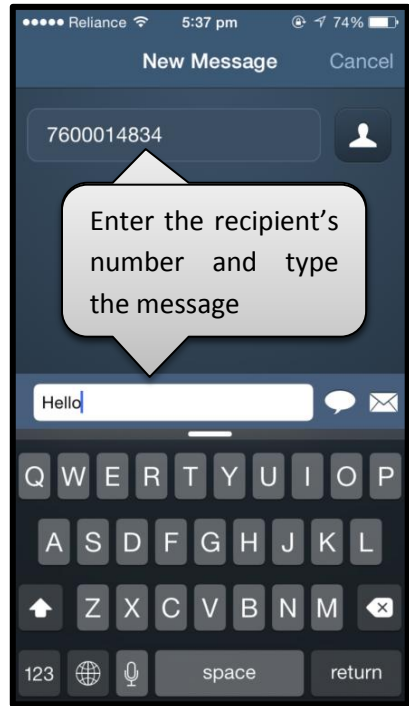 Reliance 5:37 pm 74%
New Message Cancel
7600014834
Enter the recipient's
number and type
the message
Hello
Q W E R T Y U I O P
A S D F G H J K L
Z X C V B N M
123 space return